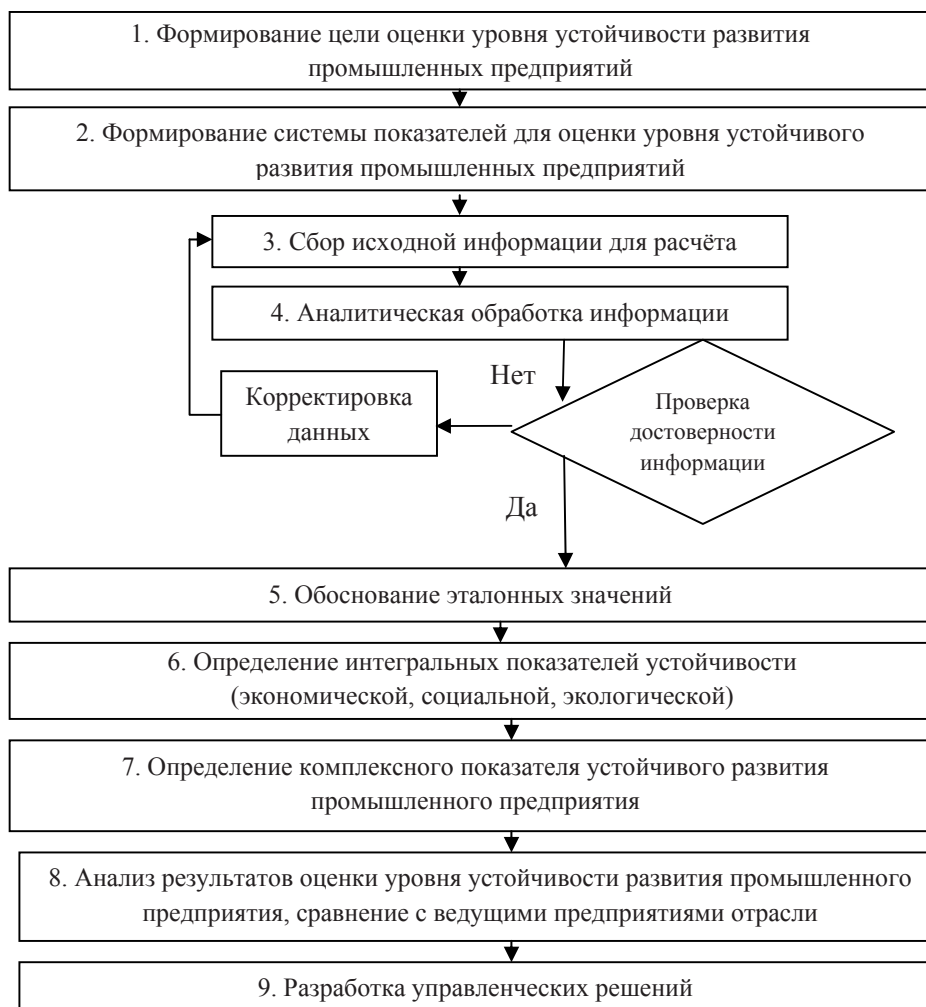 1. Формирование цели оценки уровня устойчивости развития
промышленных предприятий
2. Формирование системы показателей для оценки уровня устойчивого
развития промышленных предприятий
3. Сбор исходной информации для расчёта
4. Аналитическая обработка информации
Нет
Корректировка
данных
Проверка
достоверности
информации
Да
5. Обоснование эталонных значений
6. Определение интегральных показателей устойчивости
(экономической, социальной, экологической)
7. Определение комплексного показателя устойчивого развития
промышленного предприятия
8. Анализ результатов оценки уровня устойчивости развития промышленного
предприятия, сравнение с ведущими предприятиями отрасли
9. Разработка управленческих решений